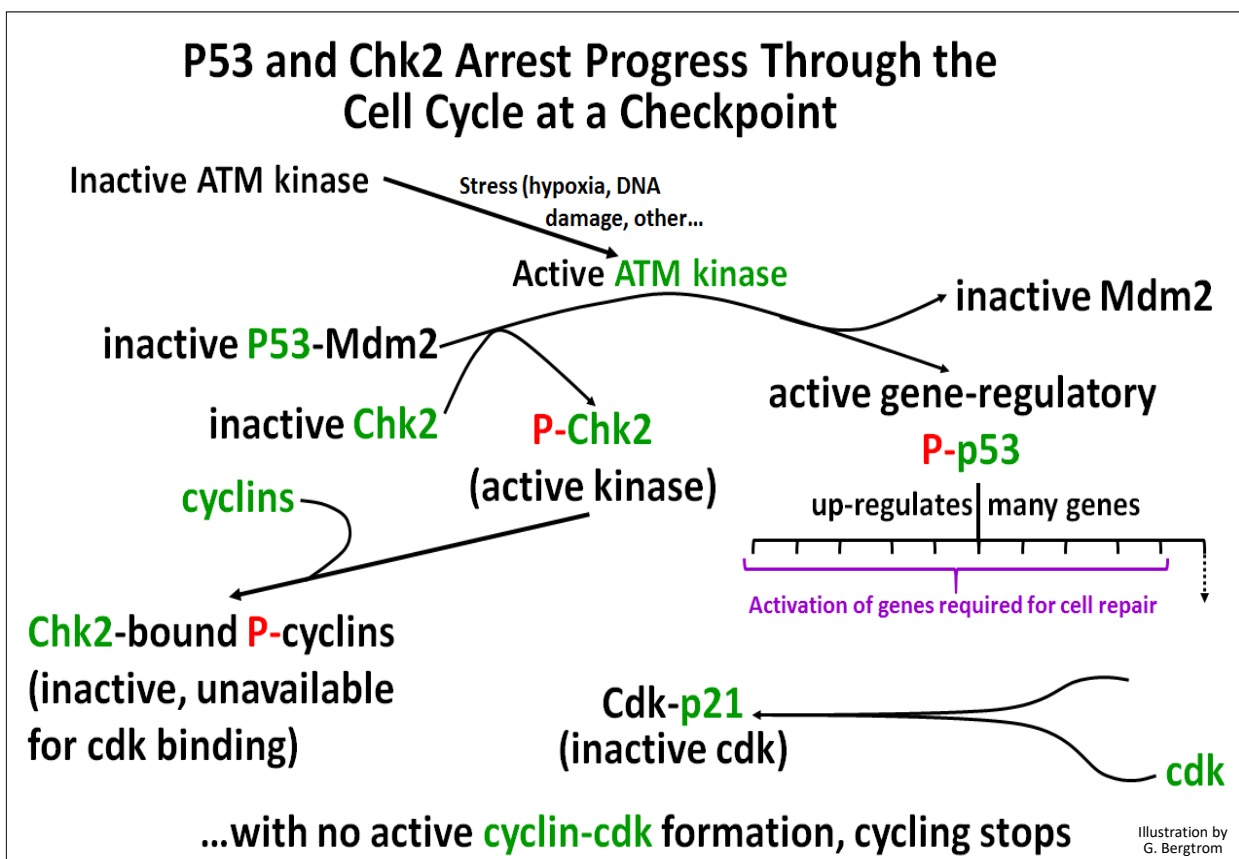 P53 and Chk2 Arrest Progress Through the
Cell Cycle at a Checkpoint
Inactive ATM kinase
Stress (hypoxia, DNA
damage, other...
Active ATM kinase
inactive Mdm2
inactive P53-Mdm2
active gene-regulatory
inactive Chk2
P-Chk2
P-p53
(active kinase)
cyclins
up-regulates many genes
Activation of genes required for cell repair
Chk2-bound P-cyclins
(inactive, unavailable
for cdk binding)
Cdk-p21
(inactive cdk)
cdk
...with no active cyclin-cdk formation, cycling stops
Illustration by
G. Bergtrom